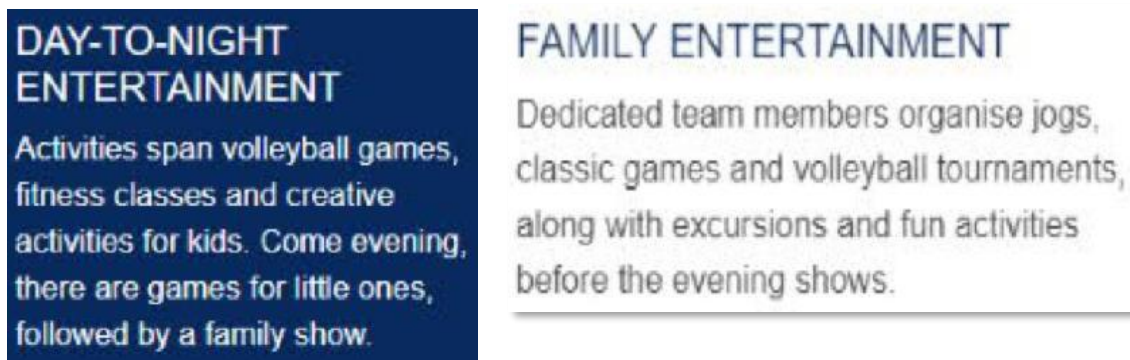 DAY-TO-NIGHT
ENTERTAINMENT
Activities span volleyball games,
fitness classes and creative
activities for kids. Come evening,
there are games for little ones,
followed by a family show.
FAMILY ENTERTAINMENT
Dedicated team members organise jogs,
classic games and volleyball tournaments,
along with excursions and fun activities
before the evening shows.